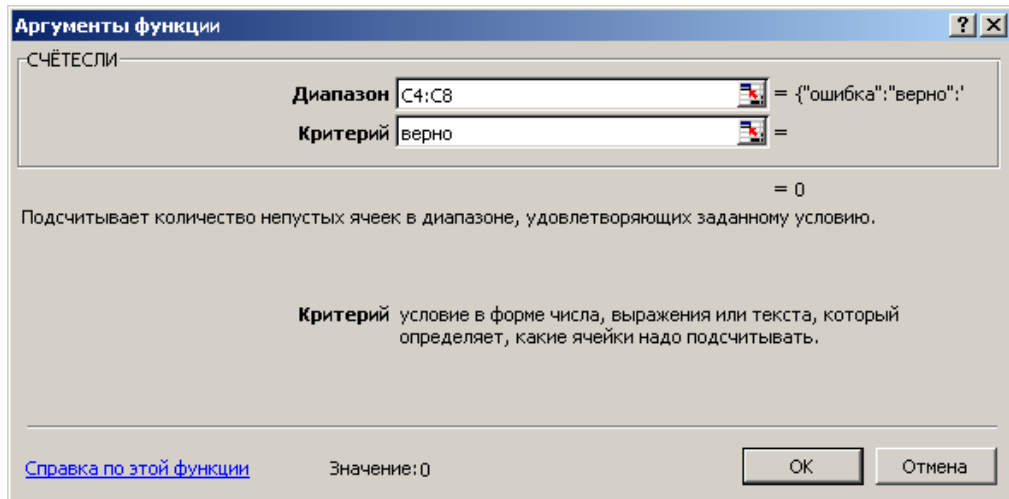 Аргументы функции
СЧЁТЕСЛИ
Диапазон C4:C8 = {"ошибка":"верно":'
Критерий верно =
= 0
Подсчитывает количество непустых ячеек в диапазоне, удовлетворяющих заданному условию.
Критерий условие в форме числа, выражения или текста, который
определяет, какие ячейки надо подсчитывать.
Справка по этой функции Значение:0 ОК Отмена